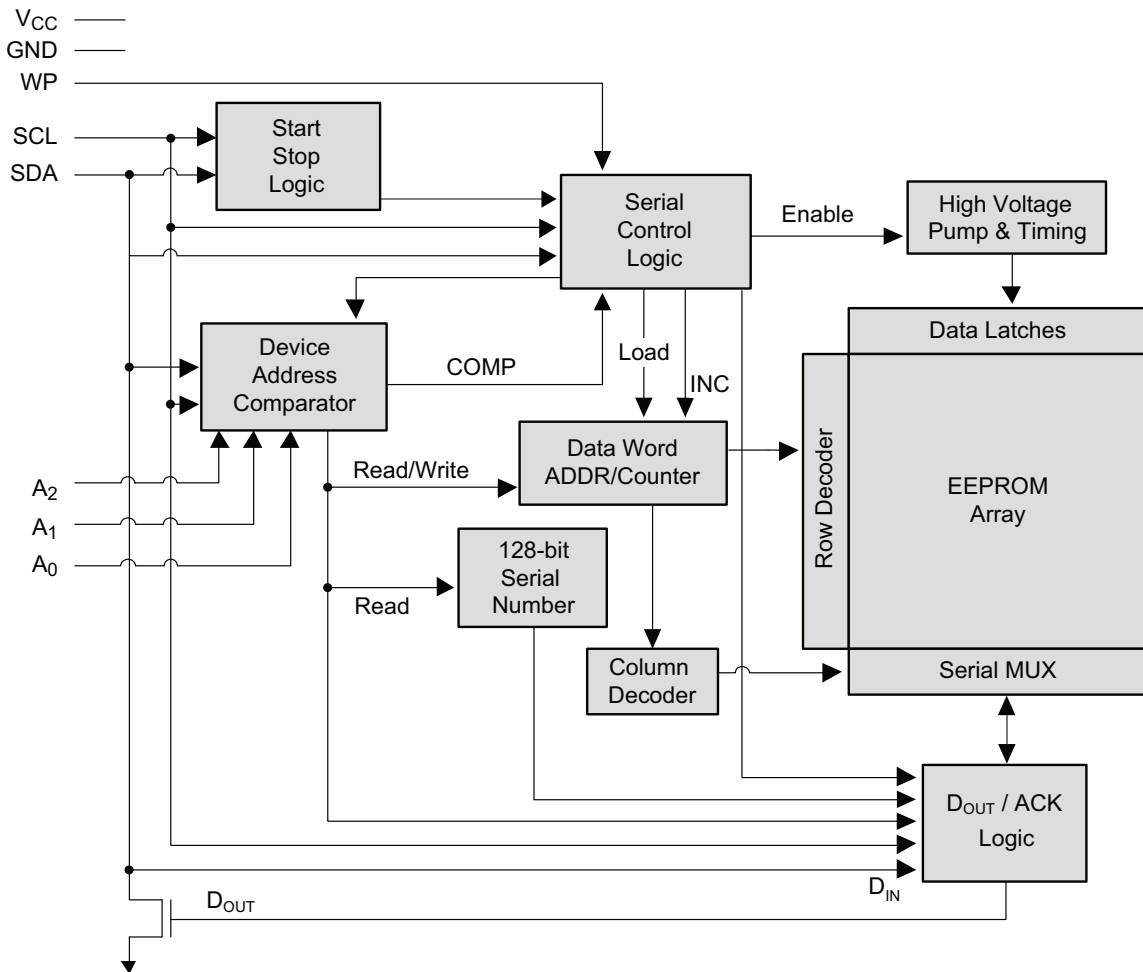 VCC
GND
WP
SCL
SDA
Start
Stop
Logic
Serial
Control
Logic
Enable
High Voltage
Pump & Timing
Device
Address
Comparator
COMP
Load
INC
Data Latches
Row Decoder
EEPROM
Array
Serial MUX
Data Word
ADDR/Counter
Read/Write
A2
A1
A0
128-bit
Serial
Number
Read
Column
Decoder
DOUT / ACK
Logic
DIN
DOUT